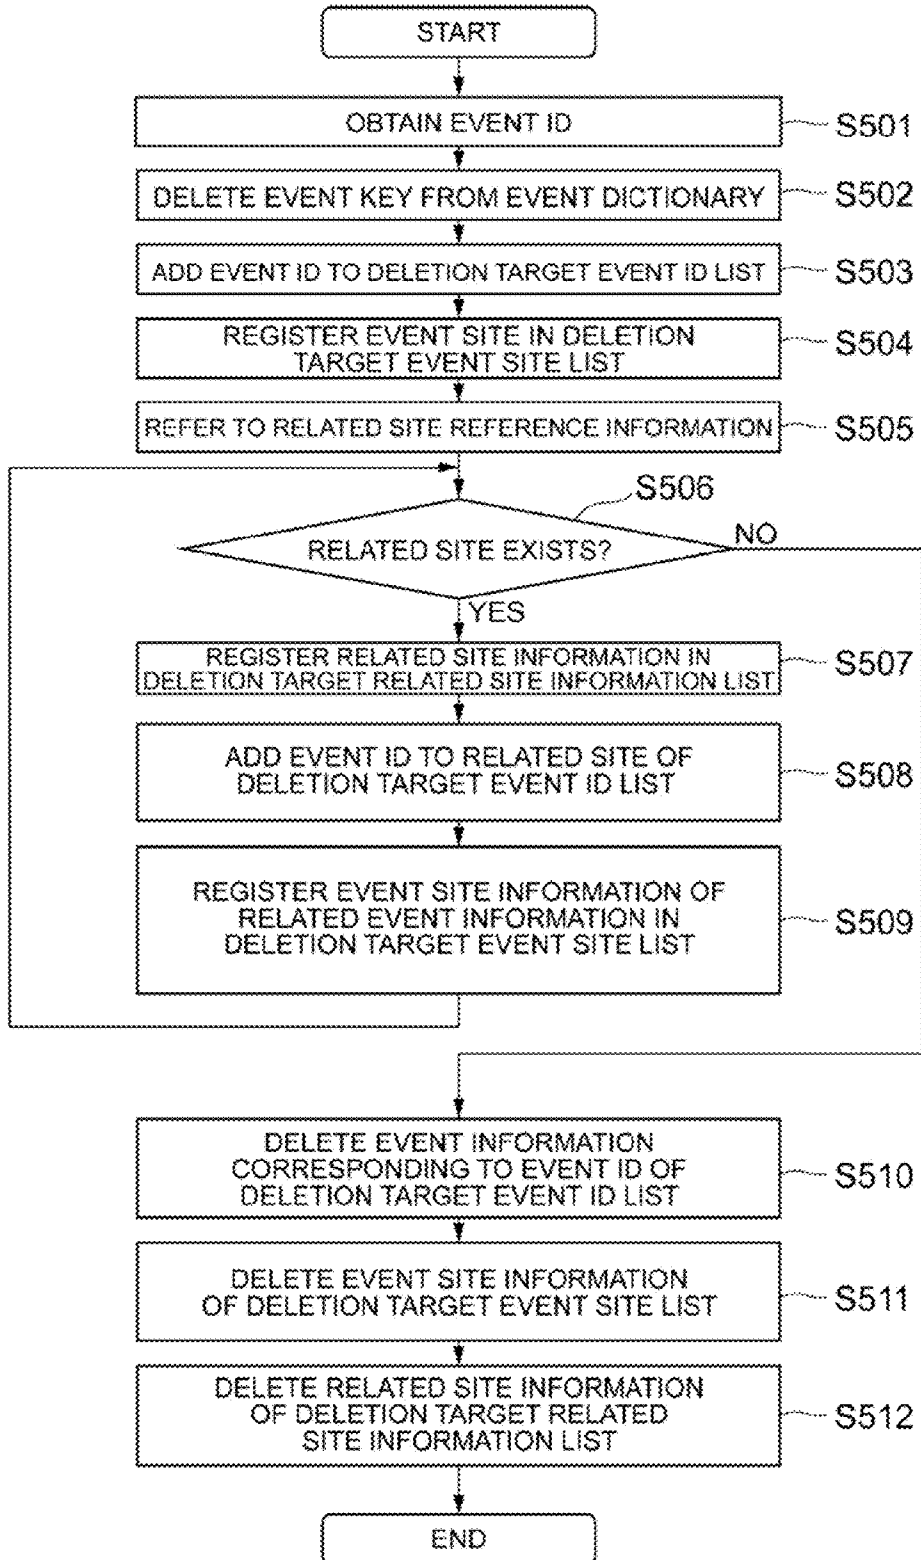 START
OBTAIN EVENT ID
S501
DELETE EVENT KEY FROM EVENT DICTIONARY
S502
ADD EVENT ID TO DELETION TARGET EVENT ID LIST
S503
REGISTER EVENT SITE IN DELETION
TARGET EVENT SITE LIST
S504
REFER TO RELATED SITE REFERENCE INFORMATION
S505
S506
RELATED SITE EXISTS?
NO
YES
REGISTER RELATED SITE INFORMATION IN
DELETION TARGET RELATED SITE INFORMATION LIST
S507
ADD EVENT ID TO RELATED SITE OF
DELETION TARGET EVENT ID LIST
S508
REGISTER EVENT SITE INFORMATION OF
RELATED EVENT INFORMATION IN
DELETION TARGET EVENT SITE LIST
S509
DELETE EVENT INFORMATION
CORRESPONDING TO EVENT ID OF
DELETION TARGET EVENT ID LIST
S510
DELETE EVENT SITE INFORMATION
OF DELETION TARGET EVENT SITE LIST
S511
DELETE RELATED SITE INFORMATION
OF DELETION TARGET RELATED
SITE INFORMATION LIST
S512
END